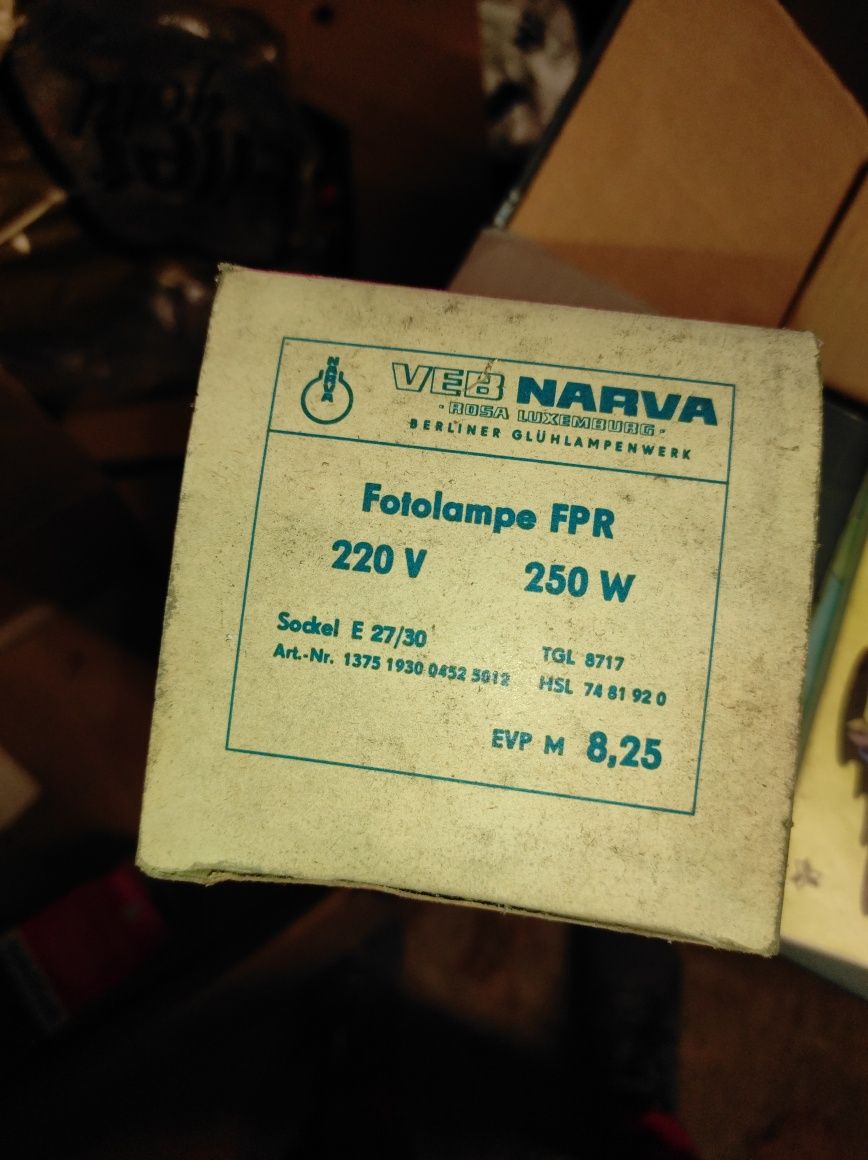 NARVA
VEB NARVA
·ROSA LUXEMBURG·
BERLINER GLÜHLAMPENWERK
Fotolampe FPR
220 V 250 W
Sockel E 27/30 TGL 8717
Art.-Nr. 1375 1930 0452 5012 HSL 74 81 92 0
EVP M 8,25